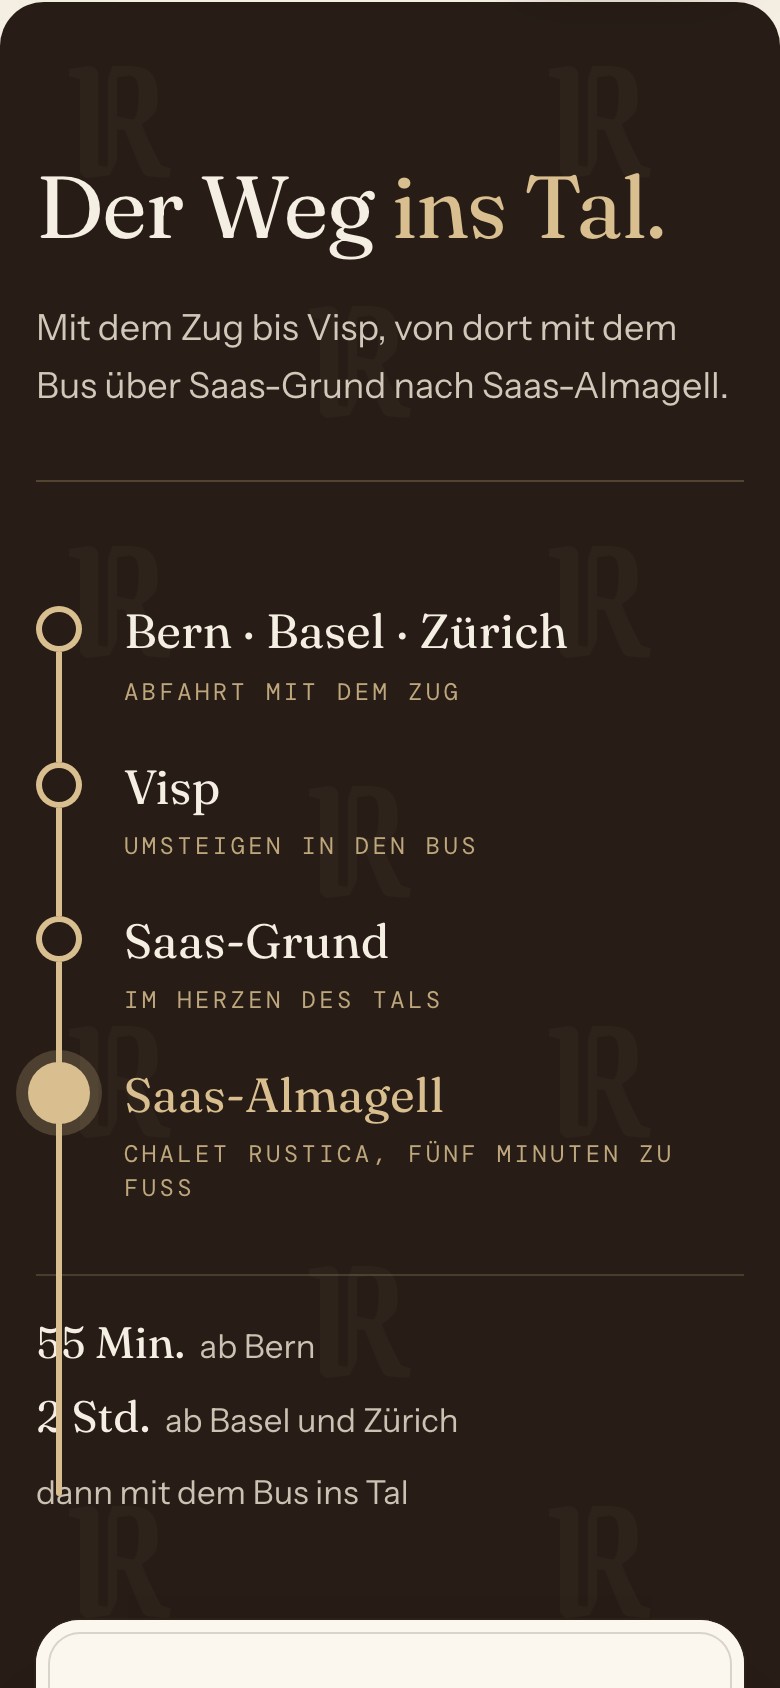 Der Weg ins Tal.
Mit dem Zug bis Visp, von dort mit dem
Bus über Saas-Grund nach Saas-Almagell.
Bern · Basel · Zürich
ABFAHRT MIT DEM ZUG
Visp
UMSTEIGEN IN DEN BUS
Saas-Grund
IM HERZEN DES TALS
Saas-Almagell
CHALET RUSTICA, FÜNF MINUTEN ZU
FUSS
55 Min. ab Bern
2 Std. ab Basel und Zürich
dann mit dem Bus ins Tal